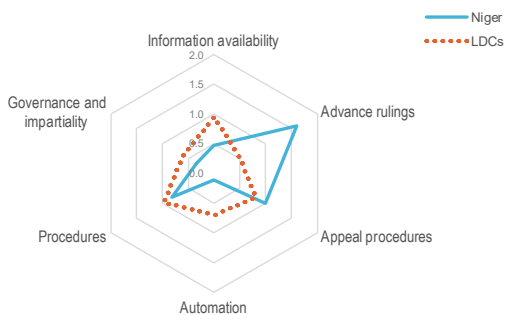 Niger
LDCs
Information availability
2.0
1.5
1.0
0.5
0.0
Governance and
impartiality
Advance rulings
Procedures
Appeal procedures
Automation